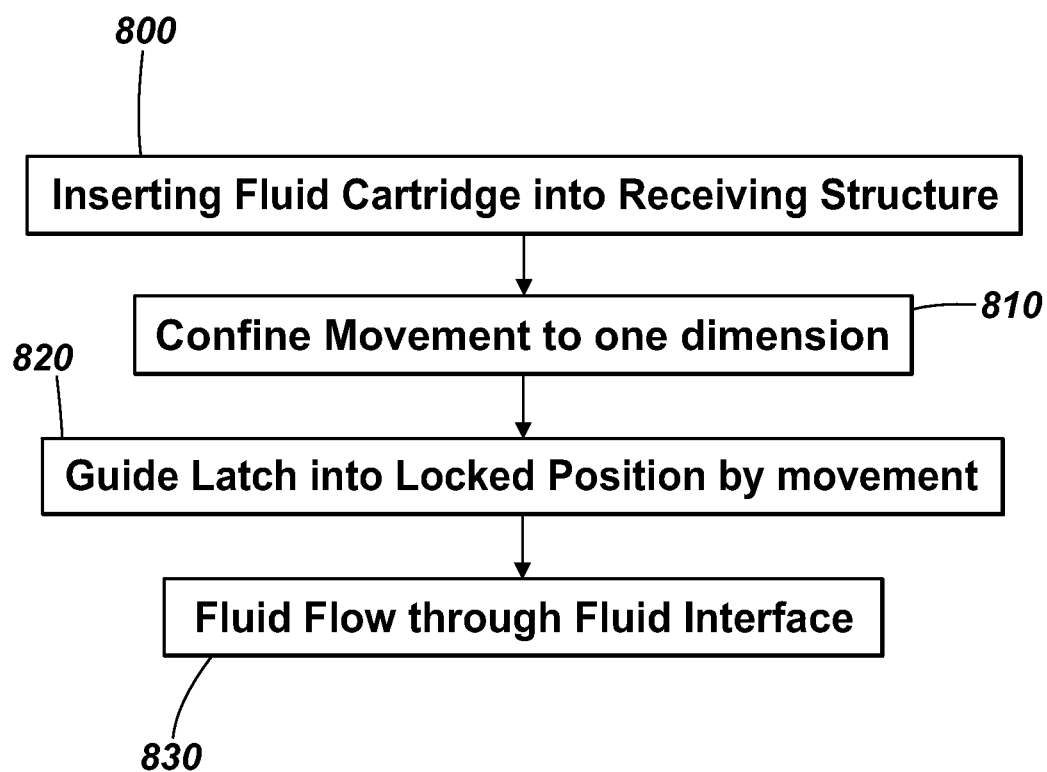 800
Inserting Fluid Cartridge into Receiving Structure
810
Confine Movement to one dimension
820
Guide Latch into Locked Position by movement
Fluid Flow through Fluid Interface
830